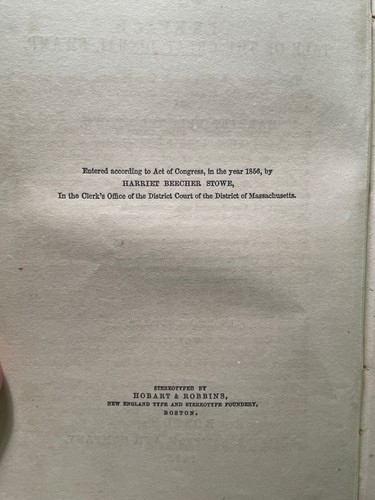 Entered according to Act of Congress, in the year 1856, by
HARRIET BEECHER STOWE,
In the Clerk's Office of the District Court of the District of Massachusetts.
STEREOTYPED BY
HOBART & ROBBINS,
NEW ENGLAND TYPE AND STEREOTYPE FOUNDERY,
BOSTON.